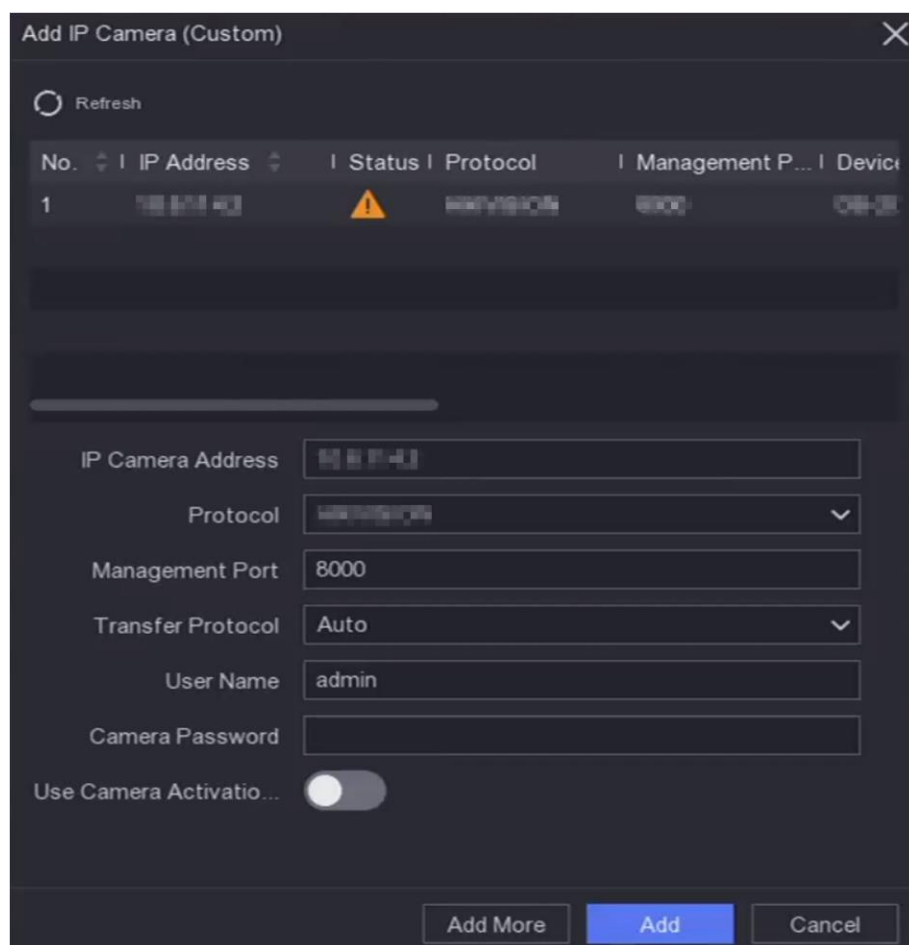 Add IP Camera (Custom)
Refresh
No. IP Address Status Protocol Management P... Device
1
IP Camera Address
Protocol
Management Port 8000
Transfer Protocol Auto
User Name admin
Camera Password
Use Camera Activatio...
Add More Add Cancel